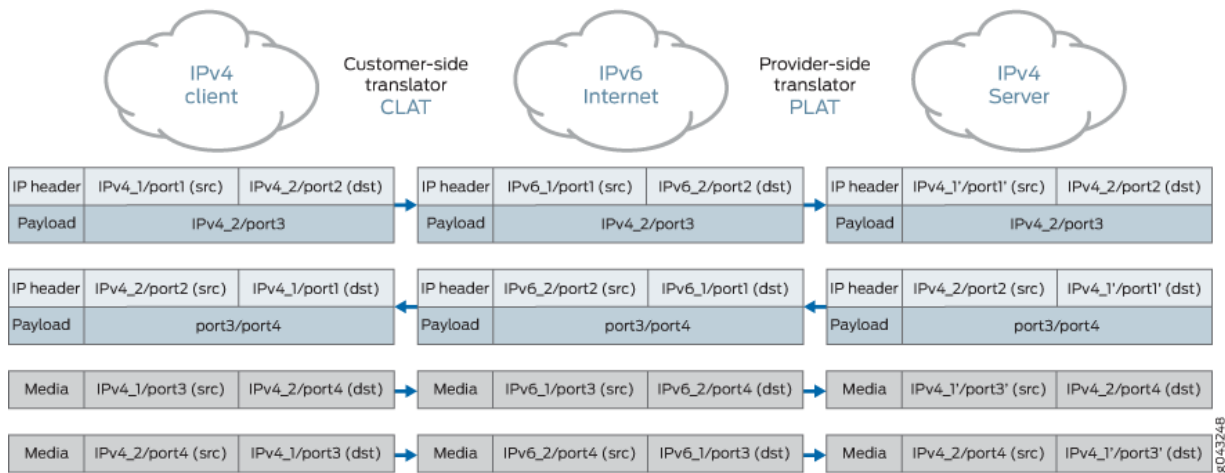 IPv4
client
Customer-side
translator
CLAT
IPv6
Internet
Provider-side
translator
PLAT
IPv4
Server
IP header IPv4_1/port1 (src) IPv4_2/port2 (dst) IP header IPv6_1/port1 (src) IPv6_2/port2 (dst) IP header IPv4_1'/port1' (src) IPv4_2/port2 (dst)
Payload IPv4_2/port3 Payload IPv4_2/port3 Payload IPv4_2/port3
IP header IPv4_2/port2 (src) IPv4_1/port1 (dst) IP header IPv6_2/port2 (src) IPv6_1/port1 (dst) IP header IPv4_2/port2 (src) IPv4_1'/port1' (dst)
Payload port3/port4 Payload port3/port4 Payload port3/port4
Media IPv4_1/port3 (src) IPv4_2/port4 (dst) Media IPv6_1/port3 (src) IPv6_2/port4 (dst) Media IPv4_1'/port3' (src) IPv4_2/port4 (dst)
Media IPv4_2/port4 (src) IPv4_1/port3 (dst) Media IPv6_2/port4 (src) IPv6_1/port3 (dst) Media IPv4_2/port4 (src) IPv4_1'/port3' (dst)
g043248